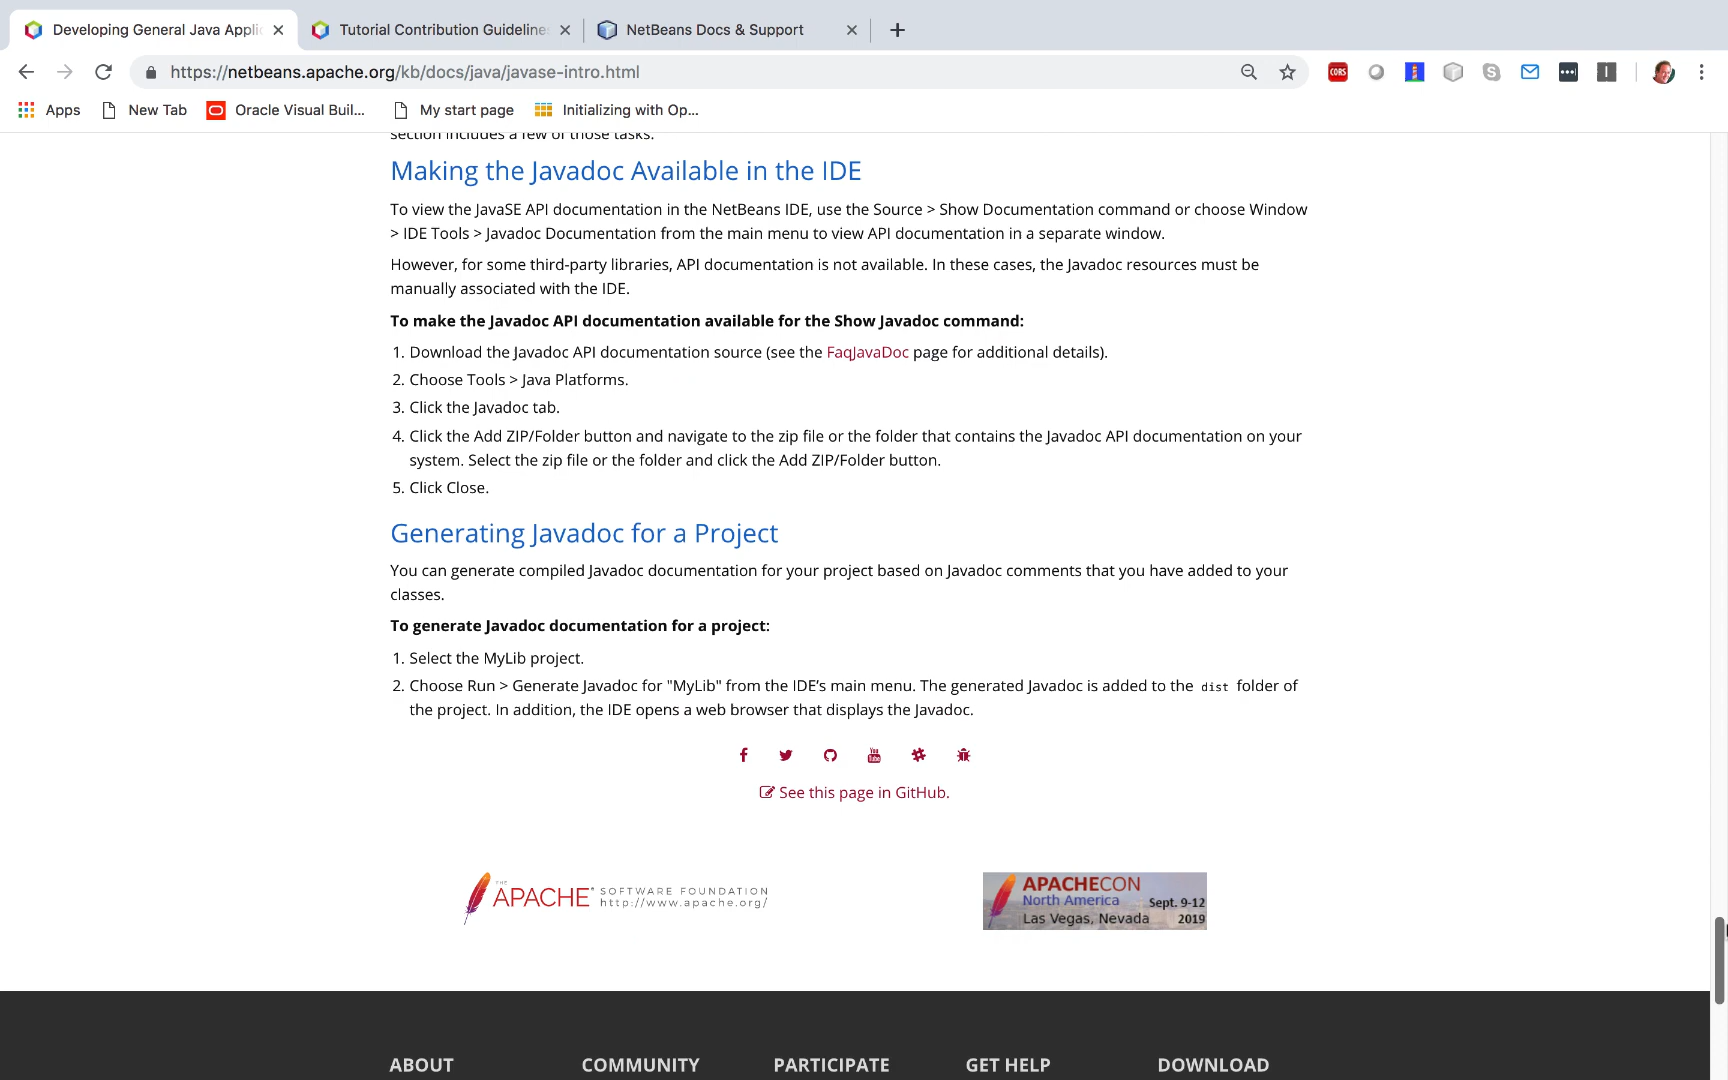 Developing General Java Applic
Tutorial Contribution Guidelines
NetBeans Docs & Support
https://netbeans.apache.org/kb/docs/java/javase-intro.html
CORS
Apps
New Tab
Oracle Visual Buil...
My start page
Initializing with Op...
section includes a few of those tasks.
Making the Javadoc Available in the IDE
To view the JavaSE API documentation in the NetBeans IDE, use the Source > Show Documentation command or choose Window
> IDE Tools > Javadoc Documentation from the main menu to view API documentation in a separate window.
However, for some third-party libraries, API documentation is not available. In these cases, the Javadoc resources must be
manually associated with the IDE.
To make the Javadoc API documentation available for the Show Javadoc command:
1. Download the Javadoc API documentation source (see the FaqJavaDoc page for additional details).
2. Choose Tools > Java Platforms.
3. Click the Javadoc tab.
4. Click the Add ZIP/Folder button and navigate to the zip file or the folder that contains the Javadoc API documentation on your
system. Select the zip file or the folder and click the Add ZIP/Folder button.
5. Click Close.
Generating Javadoc for a Project
You can generate compiled Javadoc documentation for your project based on Javadoc comments that you have added to your
classes.
To generate Javadoc documentation for a project:
1. Select the MyLib project.
2. Choose Run > Generate Javadoc for "MyLib" from the IDE’s main menu. The generated Javadoc is added to the dist folder of
the project. In addition, the IDE opens a web browser that displays the Javadoc.
You Tube
See this page in GitHub.
THE
APACHE® SOFTWARE FOUNDATION
http://www.apache.org/
APACHECON
North America Sept. 9-12
Las Vegas, Nevada 2019
ABOUT
COMMUNITY
PARTICIPATE
GET HELP
DOWNLOAD